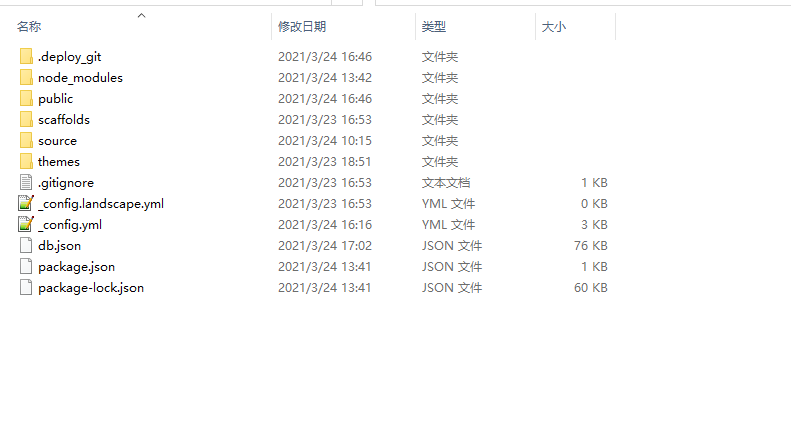 名称 修改日期 类型 大小
.deploy_git 2021/3/24 16:46 文件夹
node_modules 2021/3/24 13:42 文件夹
public 2021/3/24 16:46 文件夹
scaffolds 2021/3/23 16:53 文件夹
source 2021/3/24 10:15 文件夹
themes 2021/3/23 18:51 文件夹
.gitignore 2021/3/23 16:53 文本文档 1 KB
_config.landscape.yml 2021/3/23 16:53 YML 文件 0 KB
_config.yml 2021/3/24 16:16 YML 文件 3 KB
db.json 2021/3/24 17:02 JSON 文件 76 KB
package.json 2021/3/24 13:41 JSON 文件 1 KB
package-lock.json 2021/3/24 13:41 JSON 文件 60 KB